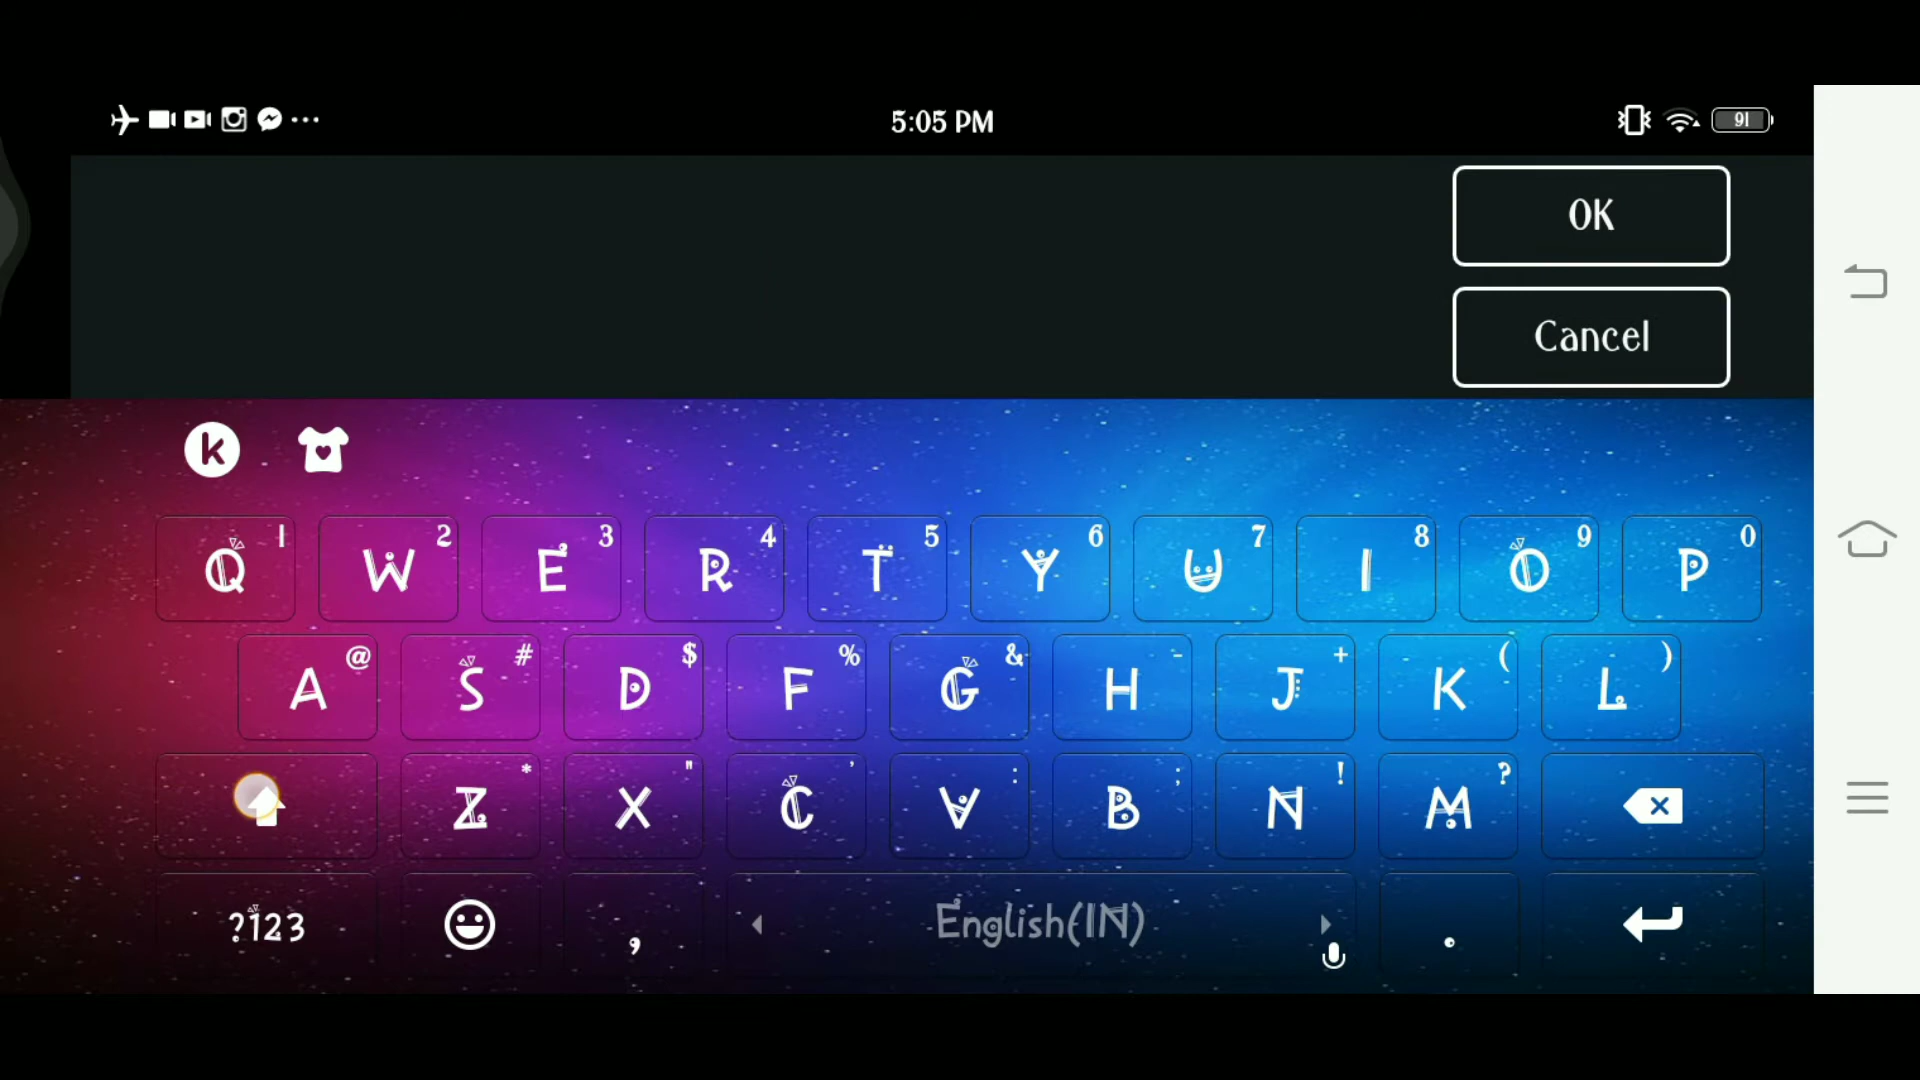 5:05 PM
91
OK
Cancel
k
1 2 3 4 5 6 7 8 9 0
Q W E R T Y U I O P
@ # $ % & - + ( )
A S D F G H J K L
* " ' : ; ! ?
Z X C V B N M
?123 , English(IN) .